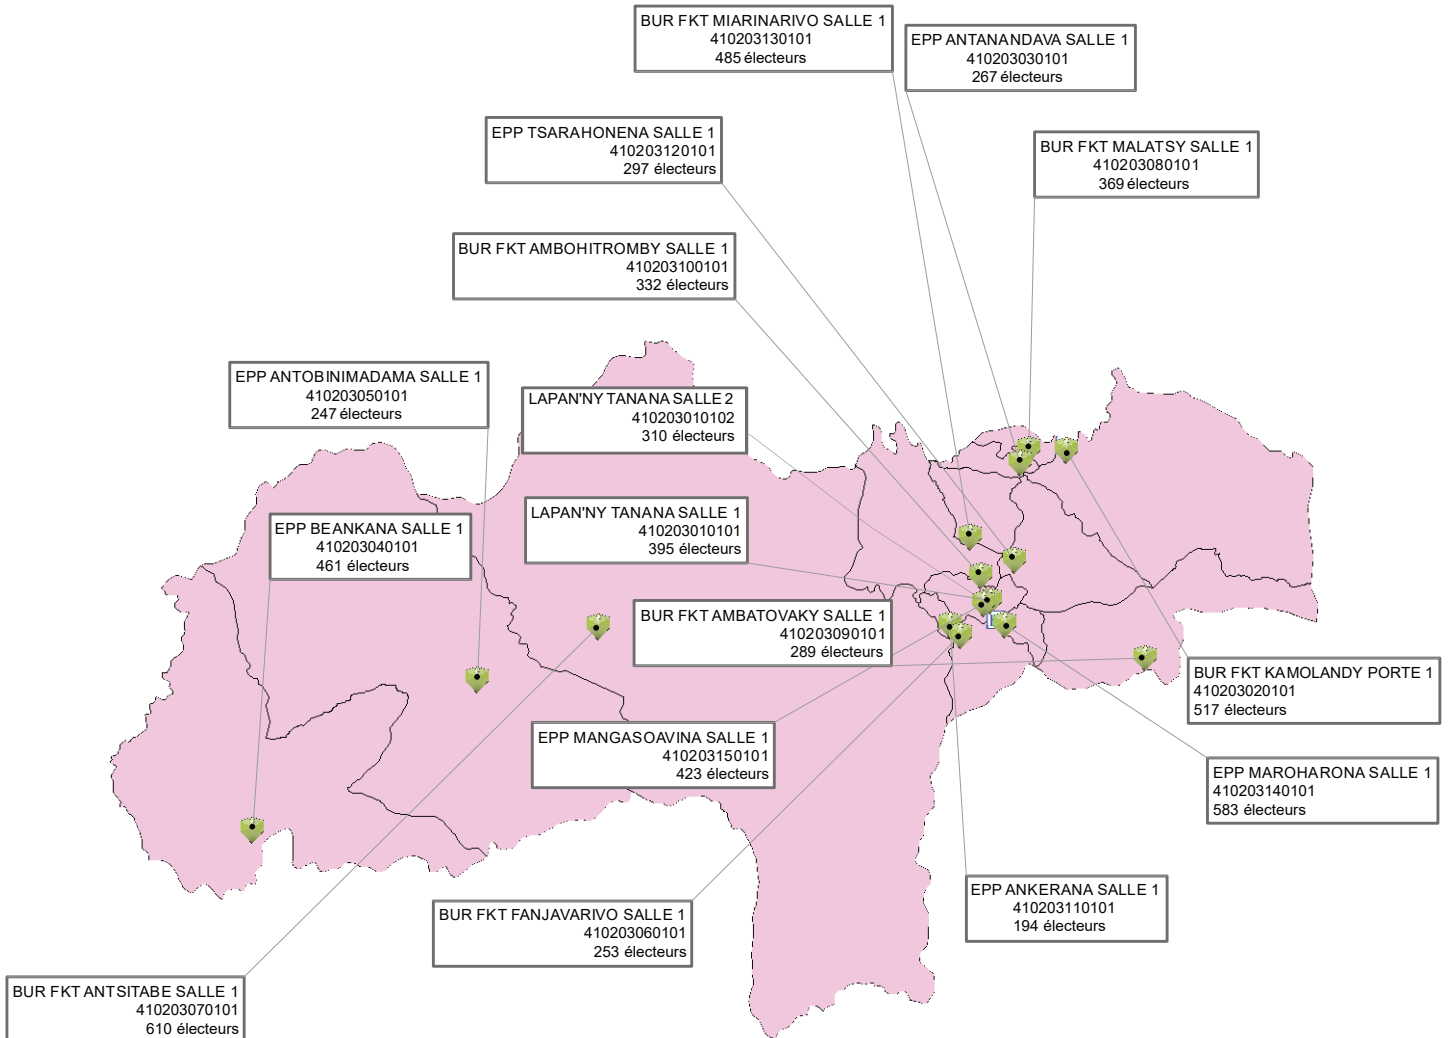 BUR FKT MIARINARIVO SALLE 1
410203130101
485 électeurs
EPP ANTANANDAVA SALLE 1
410203030101
267 électeurs
EPP TSARAHONENA SALLE 1
410203120101
297 électeurs
BUR FKT MALATSY SALLE 1
410203080101
369 électeurs
BUR FKT AMBOHITROMBY SALLE 1
410203100101
332 électeurs
EPP ANTOBINIMADAMA SALLE 1
410203050101
247 électeurs
LAPAN'NY TANANA SALLE 2
410203010102
310 électeurs
LAPAN'NY TANANA SALLE 1
410203010101
395 électeurs
EPP BEANKANA SALLE 1
410203040101
461 électeurs
BUR FKT AMBATOVAKY SALLE 1
410203090101
289 électeurs
BUR FKT KAMOLANDY PORTE 1
410203020101
517 électeurs
EPP MANGASOAVINA SALLE 1
410203150101
423 électeurs
EPP MAROHARONA SALLE 1
410203140101
583 électeurs
EPP ANKERANA SALLE 1
410203110101
194 électeurs
BUR FKT FANJAVARIVO SALLE 1
410203060101
253 électeurs
BUR FKT ANTSITABE SALLE 1
410203070101
610 électeurs